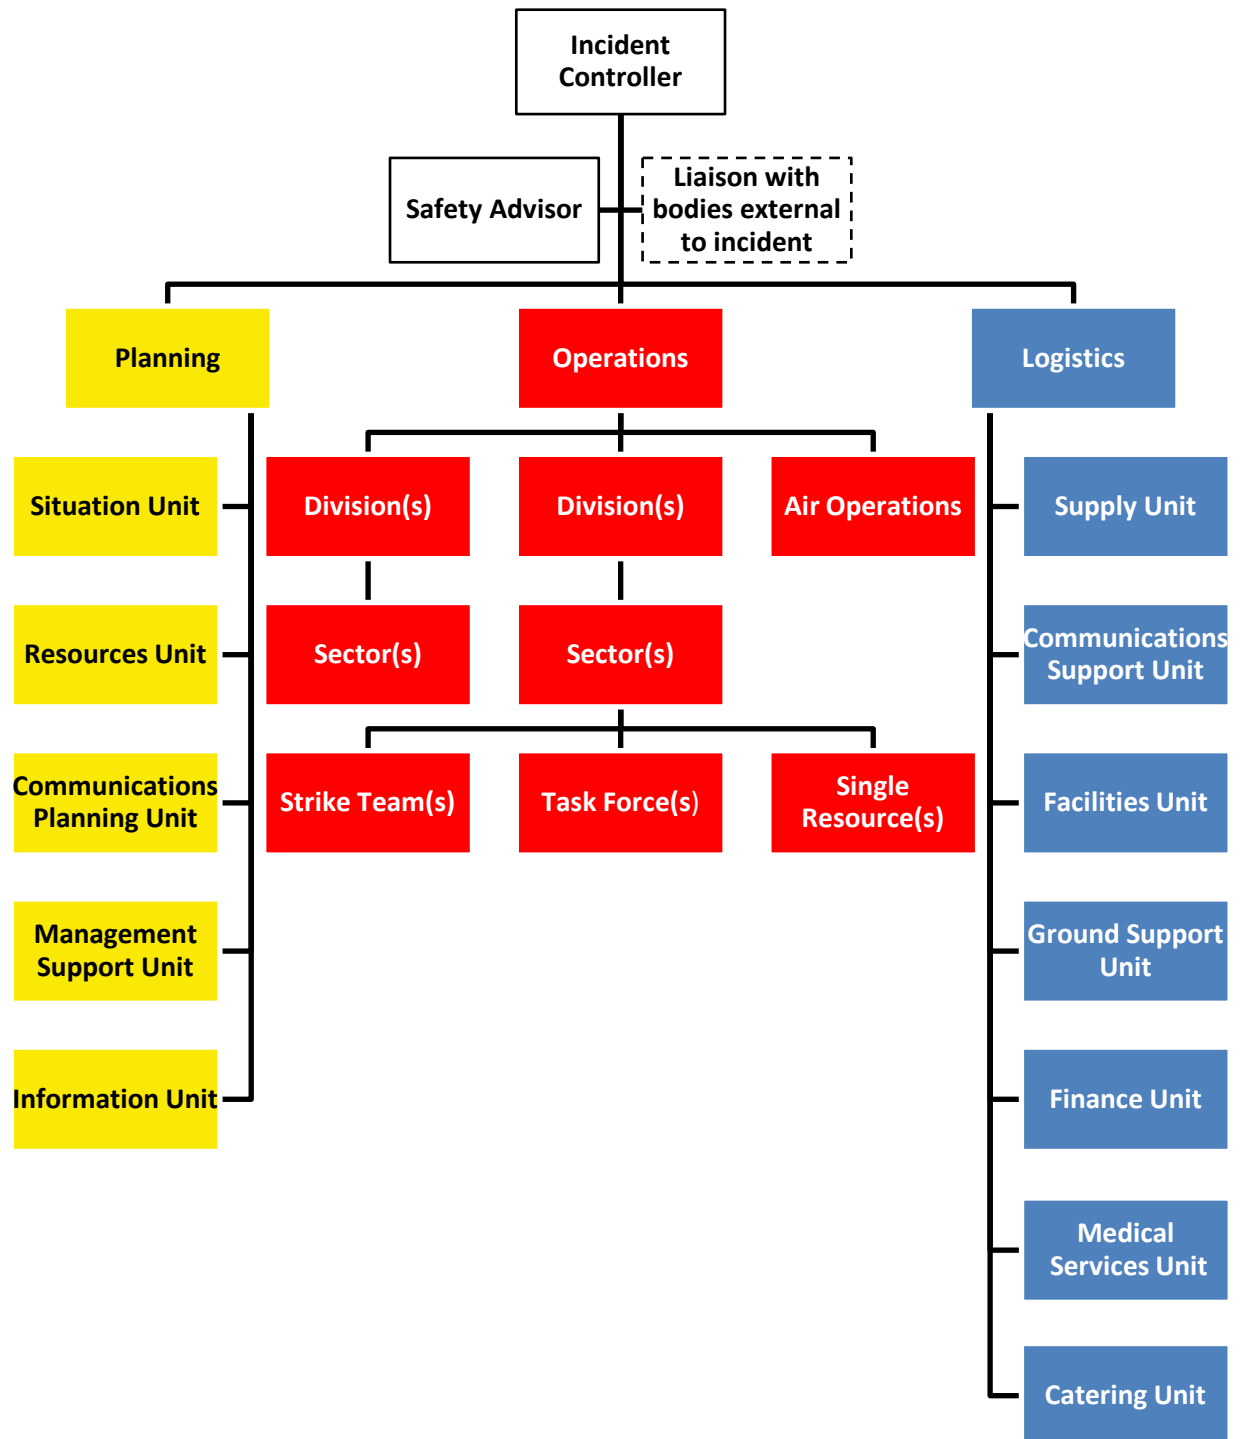 Incident
Controller
Safety Advisor
Liaison with
bodies external
to incident
Planning
Operations
Logistics
Situation Unit
Division(s)
Division(s)
Air Operations
Supply Unit
Resources Unit
Sector(s)
Sector(s)
Communications
Support Unit
Communications
Planning Unit
Strike Team(s)
Task Force(s)
Single
Resource(s)
Facilities Unit
Management
Support Unit
Ground Support
Unit
Information Unit
Finance Unit
Medical
Services Unit
Catering Unit